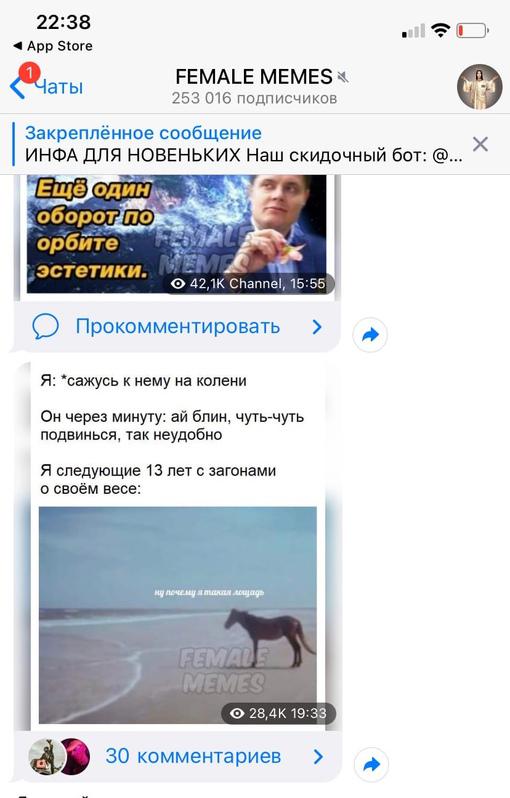 22:38
App Store
1
Чаты
FEMALE MEMES
253 016 подписчиков
Закреплённое сообщение
ИНФА ДЛЯ НОВЕНЬКИХ Наш скидочный бот: @...
Ещё один
оборот по
орбите
эстетики.
FEMALE
MEMES
42,1K Channel, 15:55
Прокомментировать
Я: *сажусь к нему на колени
Он через минуту: ай блин, чуть-чуть
подвинься, так неудобно
Я следующие 13 лет с загонами
о своём весе:
ну почему я такая лощадь
FEMALE
MEMES
28,4K 19:33
30 комментариев